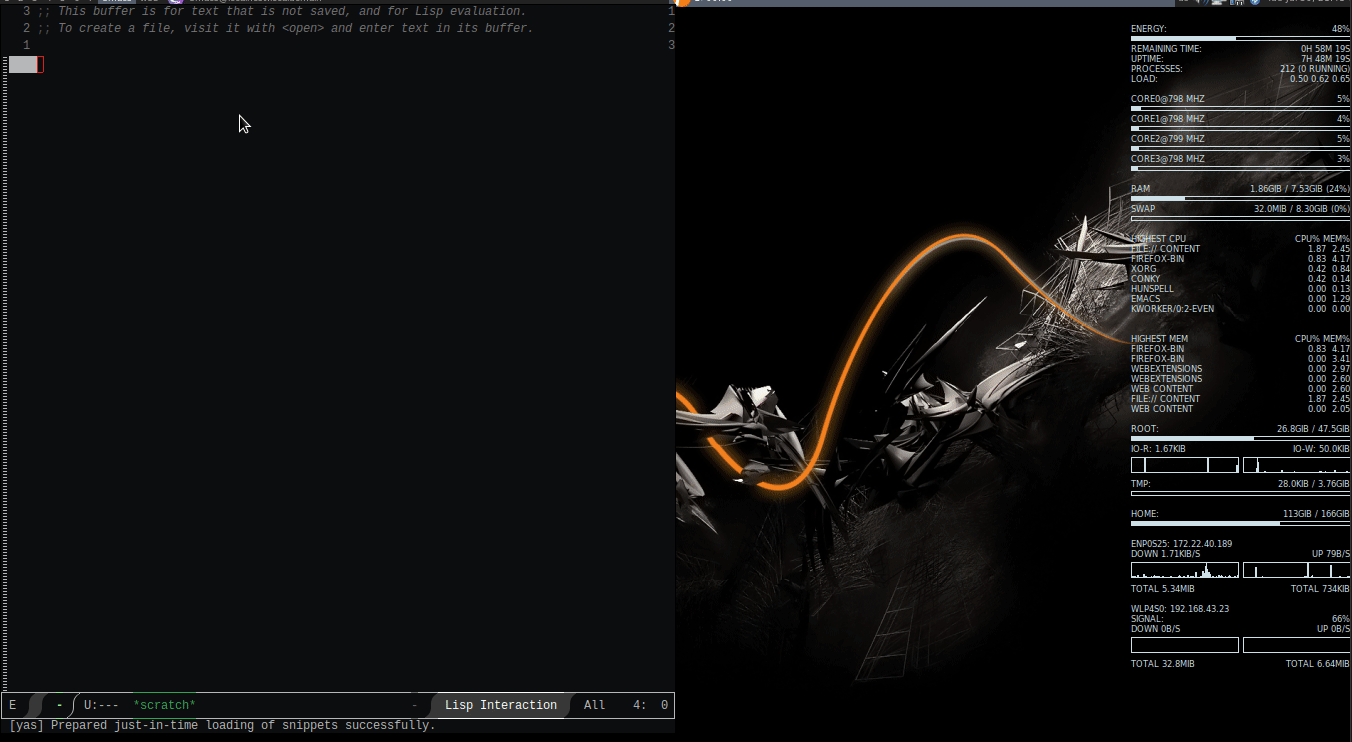 3 ;; This buffer is for text that is not saved, and for Lisp evaluation.
2 ;; To create a file, visit it with <open> and enter text in its buffer.
1
1
2
3
E - U:--- *scratch* - Lisp Interaction All 4: 0
[yas] Prepared just-in-time loading of snippets successfully.
ENERGY: 48%
REMAINING TIME: 0H 58M 19S
UPTIME: 7H 48M 19S
PROCESSES: 212 (0 RUNNING)
LOAD: 0.50 0.62 0.65
CORE0@798 MHZ 5%
CORE1@798 MHZ 4%
CORE2@799 MHZ 5%
CORE3@798 MHZ 3%
RAM 1.86GIB / 7.53GIB (24%)
SWAP 32.0MIB / 8.30GIB (0%)
HIGHEST CPU CPU% MEM%
FILE:// CONTENT 1.87 2.45
FIREFOX-BIN 0.83 4.17
XORG 0.42 0.84
CONKY 0.42 0.14
HUNSPELL 0.00 0.13
EMACS 0.00 1.29
KWORKER/0:2-EVEN 0.00 0.00
HIGHEST MEM CPU% MEM%
FIREFOX-BIN 0.83 4.17
FIREFOX-BIN 0.00 3.41
WEBEXTENSIONS 0.00 2.97
WEBEXTENSIONS 0.00 2.60
WEB CONTENT 0.00 2.60
FILE:// CONTENT 1.87 2.45
WEB CONTENT 0.00 2.05
ROOT: 26.8GIB / 47.5GIB
IO-R: 1.67KIB IO-W: 50.0KIB
TMP: 28.0KIB / 3.76GIB
HOME: 113GIB / 166GIB
ENP0S25: 172.22.40.189
DOWN 1.71KIB/S UP 79B/S
TOTAL 5.34MIB TOTAL 734KIB
WLP4S0: 192.168.43.23
SIGNAL: 66%
DOWN 0B/S UP 0B/S
TOTAL 32.8MIB TOTAL 6.64MIB